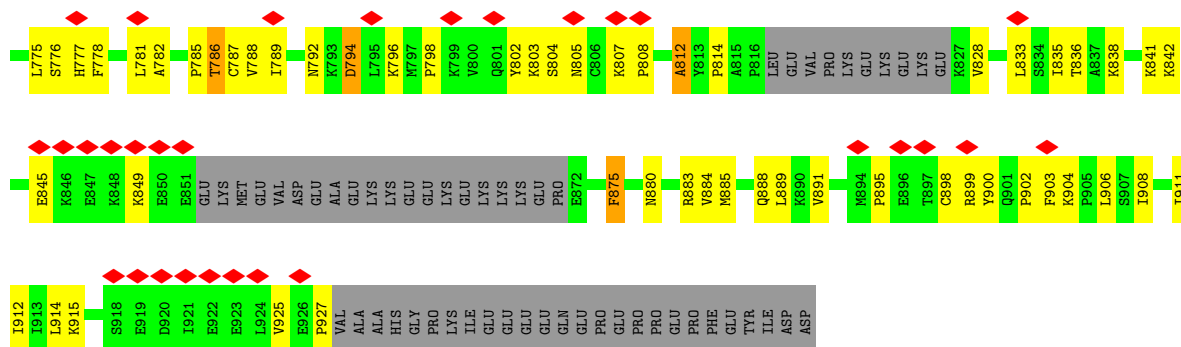 L775 S776 H777 F778 L781 A782 P785 T786 C787 V788 I789 N792 K793 D794 L795 K796 M797 P798 K799 V800 Q801 Y802 K803 S804 N805 C806 K807 P808 A812 Y813 P814 A815 P816 LEU GLU VAL PRO LYS GLU LYS GLU LYS GLU K827 V828 L833 S834 I835 T836 A837 K838 K841 K842
E845 K846 E847 K848 K849 E850 E851 GLU LYS MET GLU VAL ASP GLU ALA GLU LYS LYS GLU GLU LYS GLU LYS LYS LYS GLU PRO E872 F875 N880 R883 V884 M885 Q888 L889 K890 V891 M894 P895 E896 T897 C898 R899 Y900 Q901 P902 F903 K904 P905 L906 S907 I908 I911
I912 I913 L914 K915 S918 E919 D920 I921 E922 E923 L924 V925 E926 P927 VAL ALA ALA HIS GLY PRO LYS ILE GLU GLU GLU GLU GLN GLU PRO GLU PRO PRO GLU PRO PHE GLU TYR ILE ASP ASP